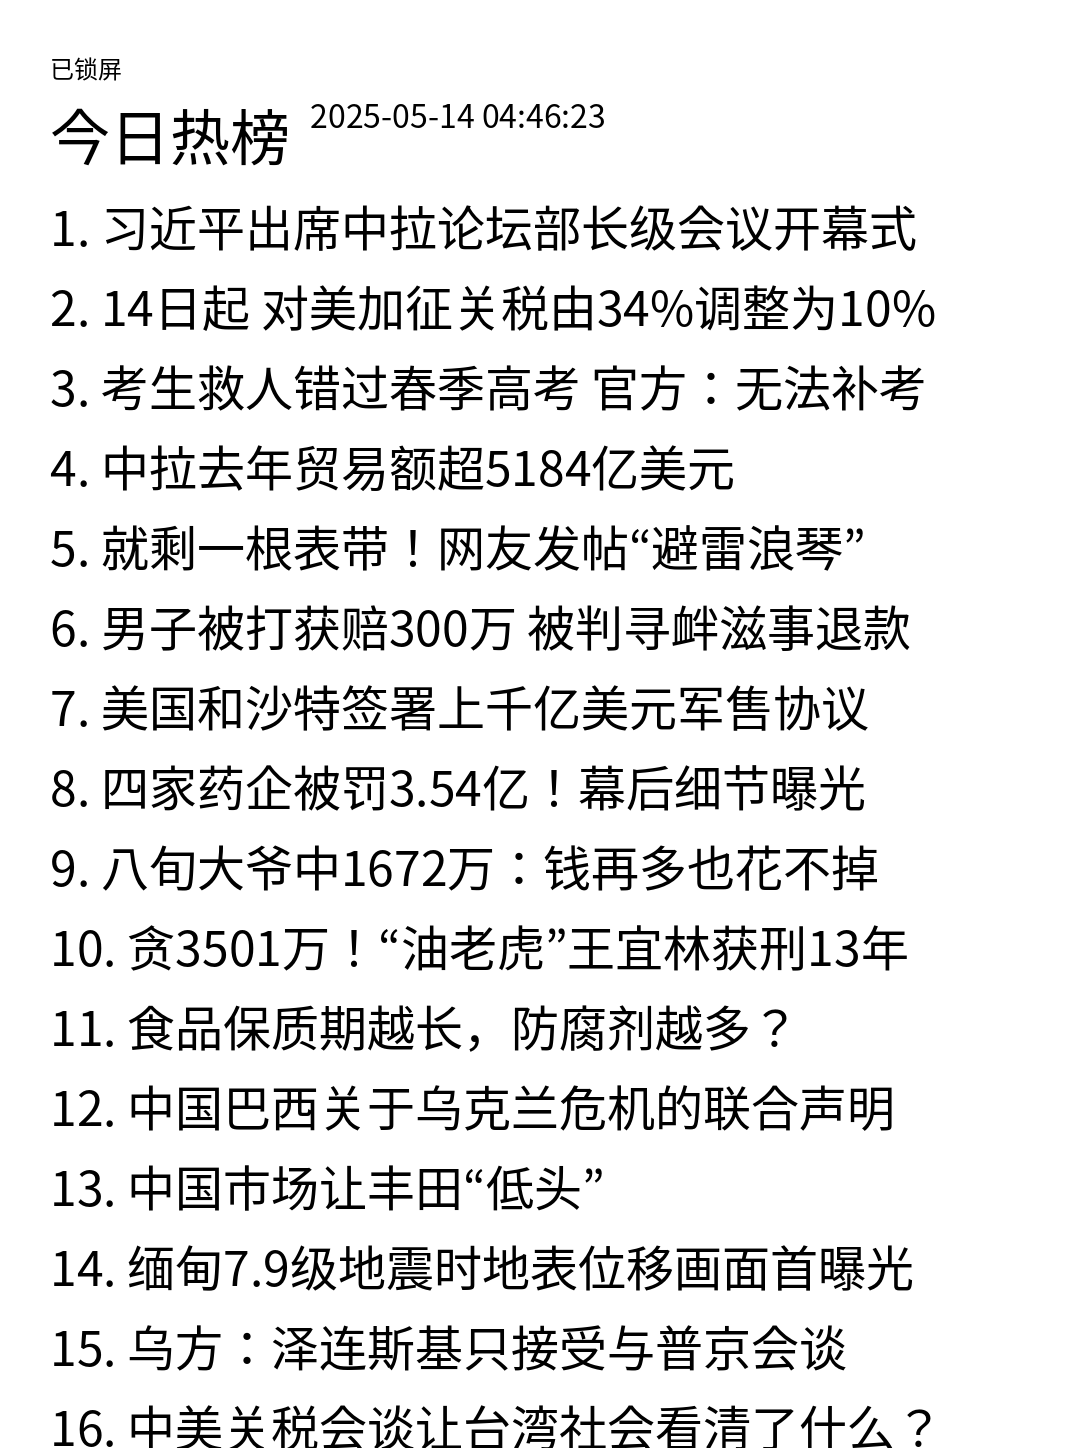 已锁屏
今日热榜 2025-05-14 04:46:23
1. 习近平出席中拉论坛部长级会议开幕式
2. 14日起 对美加征关税由34%调整为10%
3. 考生救人错过春季高考 官方：无法补考
4. 中拉去年贸易额超5184亿美元
5. 就剩一根表带！网友发帖“避雷浪琴”
6. 男子被打获赔300万 被判寻衅滋事退款
7. 美国和沙特签署上千亿美元军售协议
8. 四家药企被罚3.54亿！幕后细节曝光
9. 八旬大爷中1672万：钱再多也花不掉
10. 贪3501万！“油老虎”王宜林获刑13年
11. 食品保质期越长，防腐剂越多？
12. 中国巴西关于乌克兰危机的联合声明
13. 中国市场让丰田“低头”
14. 缅甸7.9级地震时地表位移画面首曝光
15. 乌方：泽连斯基只接受与普京会谈
16. 中美关税会谈让台湾社会看清了什么？